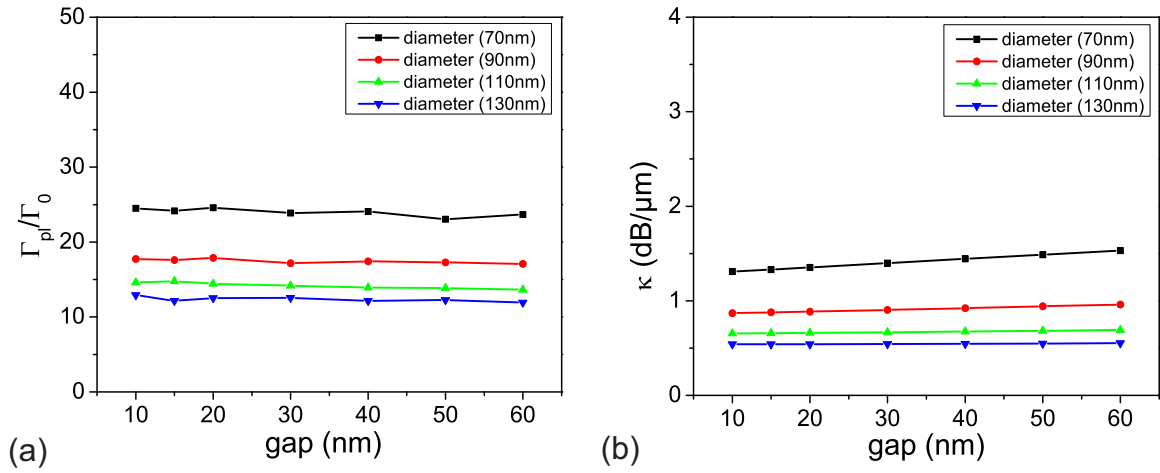 50
40
30
20
10
0
Γpl/Γ0
diameter (70nm)
diameter (90nm)
diameter (110nm)
diameter (130nm)
10 20 30 40 50 60
gap (nm)
(a)
4
3
2
1
0
κ (dB/μm)
diameter (70nm)
diameter (90nm)
diameter (110nm)
diameter (130nm)
10 20 30 40 50 60
gap (nm)
(b)